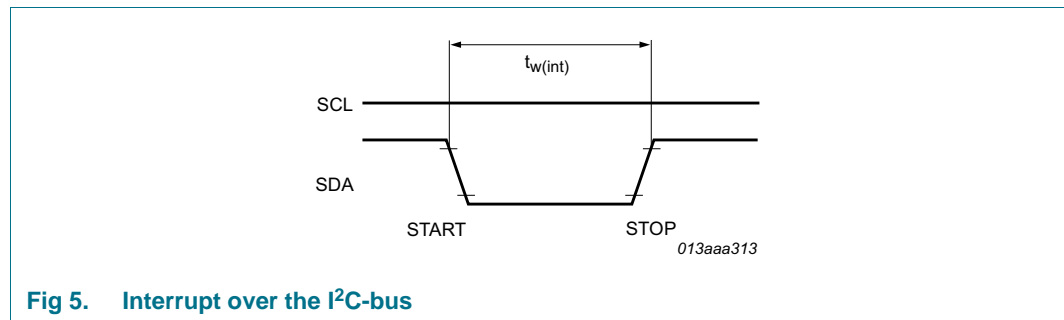 tw(int)
SCL
SDA
START STOP
013aaa313
Fig 5. Interrupt over the I2C-bus